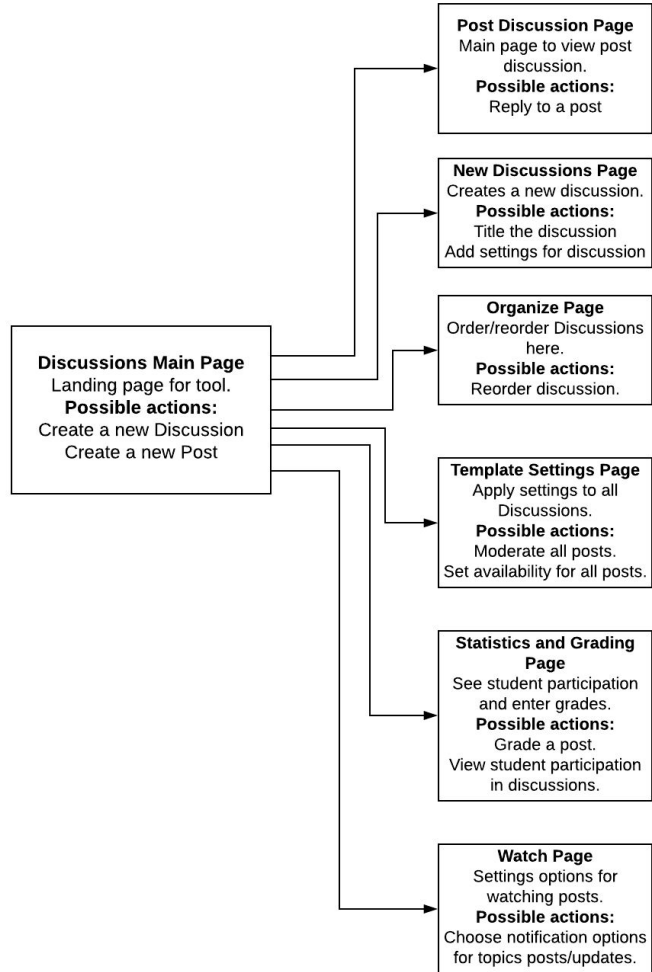 Post Discussion Page
Main page to view post
discussion.
Possible actions:
Reply to a post
New Discussions Page
Creates a new discussion.
Possible actions:
Title the discussion
Add settings for discussion
Organize Page
Order/reorder Discussions
here.
Possible actions:
Reorder discussion.
Discussions Main Page
Landing page for tool.
Possible actions:
Create a new Discussion
Create a new Post
Template Settings Page
Apply settings to all
Discussions.
Possible actions:
Moderate all posts.
Set availability for all posts.
Statistics and Grading
Page
See student participation
and enter grades.
Possible actions:
Grade a post.
View student participation
in discussions.
Watch Page
Settings options for
watching posts.
Possible actions:
Choose notification options
for topics posts/updates.